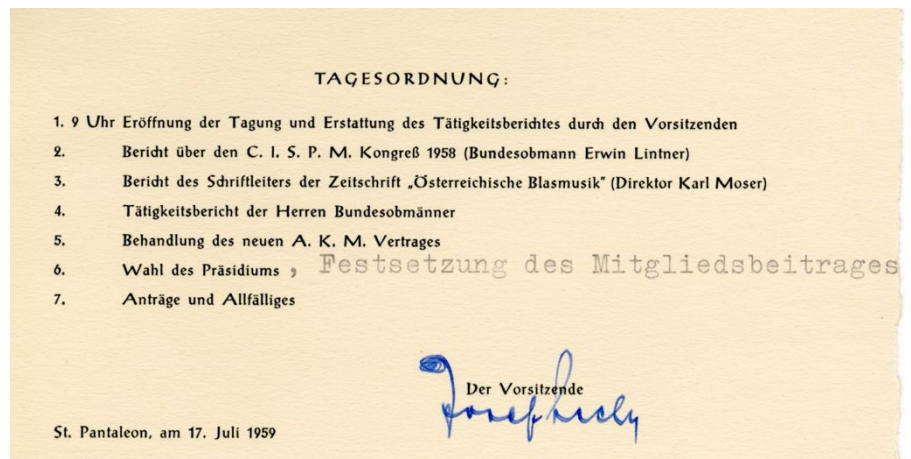 TAGESORDNUNG:
1. 9 Uhr Eröffnung der Tagung und Erstattung des Tätigkeitsberichtes durch den Vorsitzenden
2. Bericht über den C. I. S. P. M. Kongreß 1958 (Bundesobmann Erwin Lintner)
3. Bericht des Schriftleiters der Zeitschrift „Österreichische Blasmusik" (Direktor Karl Moser)
4. Tätigkeitsbericht der Herren Bundesobmänner
5. Behandlung des neuen A. K. M. Vertrages
6. Wahl des Präsidiums , Festsetzung des Mitgliedsbeitrages
7. Anträge und Allfälliges
Der Vorsitzende
Josef
St. Pantaleon, am 17. Juli 1959